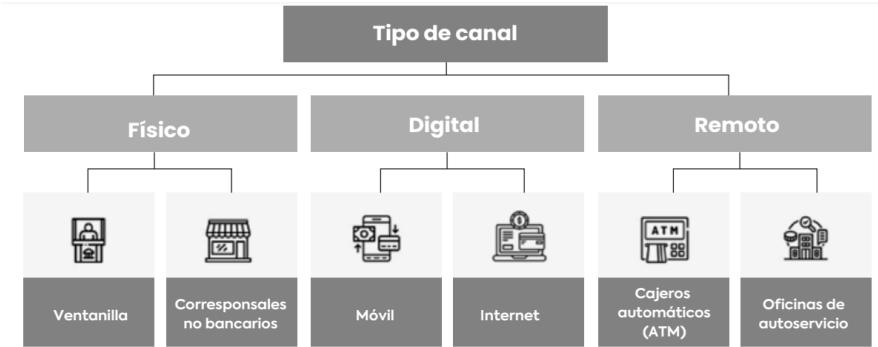 Tipo de canal
Físico
Digital
Remoto
ATM
Ventanilla
Corresponsales
no bancarios
Móvil
Internet
Cajeros
automáticos
(ATM)
Oficinas de
autoservicio